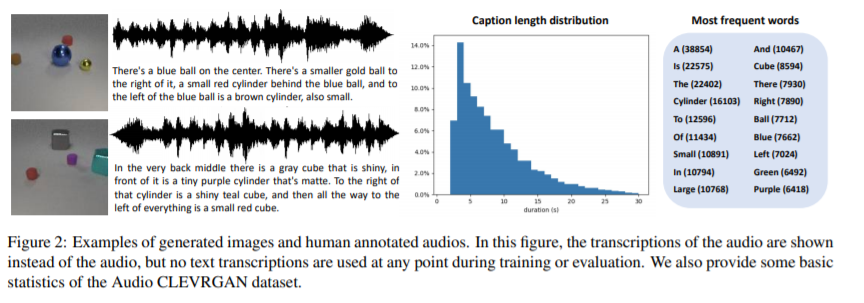 There's a blue ball on the center. There's a smaller gold ball to
the right of it, a small red cylinder behind the blue ball, and to
the left of the blue ball is a brown cylinder, also small.
In the very back middle there is a gray cube that is shiny, in
front of it is a tiny purple cylinder that's matte. To the right of
that cylinder is a shiny teal cube, and then all the way to the
left of everything is a small red cube.
Caption length distribution
14.0%
12.0%
10.0%
8.0%
6.0%
4.0%
2.0%
0.0%
0 5 10 15 20 25 30
duration (s)
Most frequent words
A (38854) And (10467)
Is (22575) Cube (8594)
The (22402) There (7930)
Cylinder (16103) Right (7890)
To (12596) Ball (7712)
Of (11434) Blue (7662)
Small (10891) Left (7024)
In (10794) Green (6492)
Large (10768) Purple (6418)
Figure 2: Examples of generated images and human annotated audios. In this figure, the transcriptions of the audio are shown
instead of the audio, but no text transcriptions are used at any point during training or evaluation. We also provide some basic
statistics of the Audio CLEVRGAN dataset.